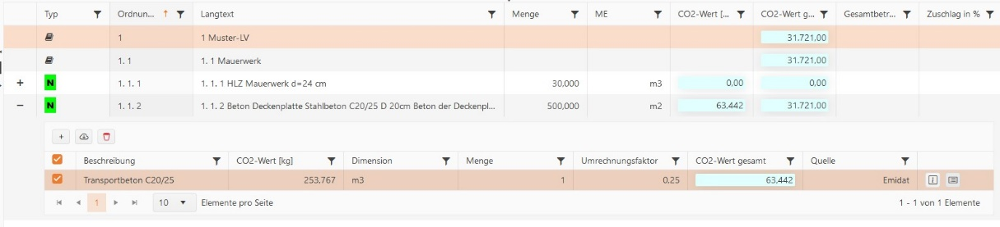 Typ Ordnun... ↑ Langtext Menge ME CO2-Wert [... CO2-Wert g... Gesamtbetr... Zuschlag in %
1 1 Muster-LV 31.721,00
1. 1 1. 1 Mauerwerk 31.721,00
+ N 1. 1. 1 1. 1. 1 HLZ Mauerwerk d=24 cm 30,000 m3 0,00 0,00
− N 1. 1. 2 1. 1. 2 Beton Deckenplatte Stahlbeton C20/25 D 20cm Beton der Deckenpl... 500,000 m2 63,442 31.721,00
+
Beschreibung CO2-Wert [kg] Dimension Menge Umrechnungsfaktor CO2-Wert gesamt Quelle
Transportbeton C20/25 253,767 m3 1 0,25 63,442 Emidat i
1 10 Elemente pro Seite 1 - 1 von 1 Elemente